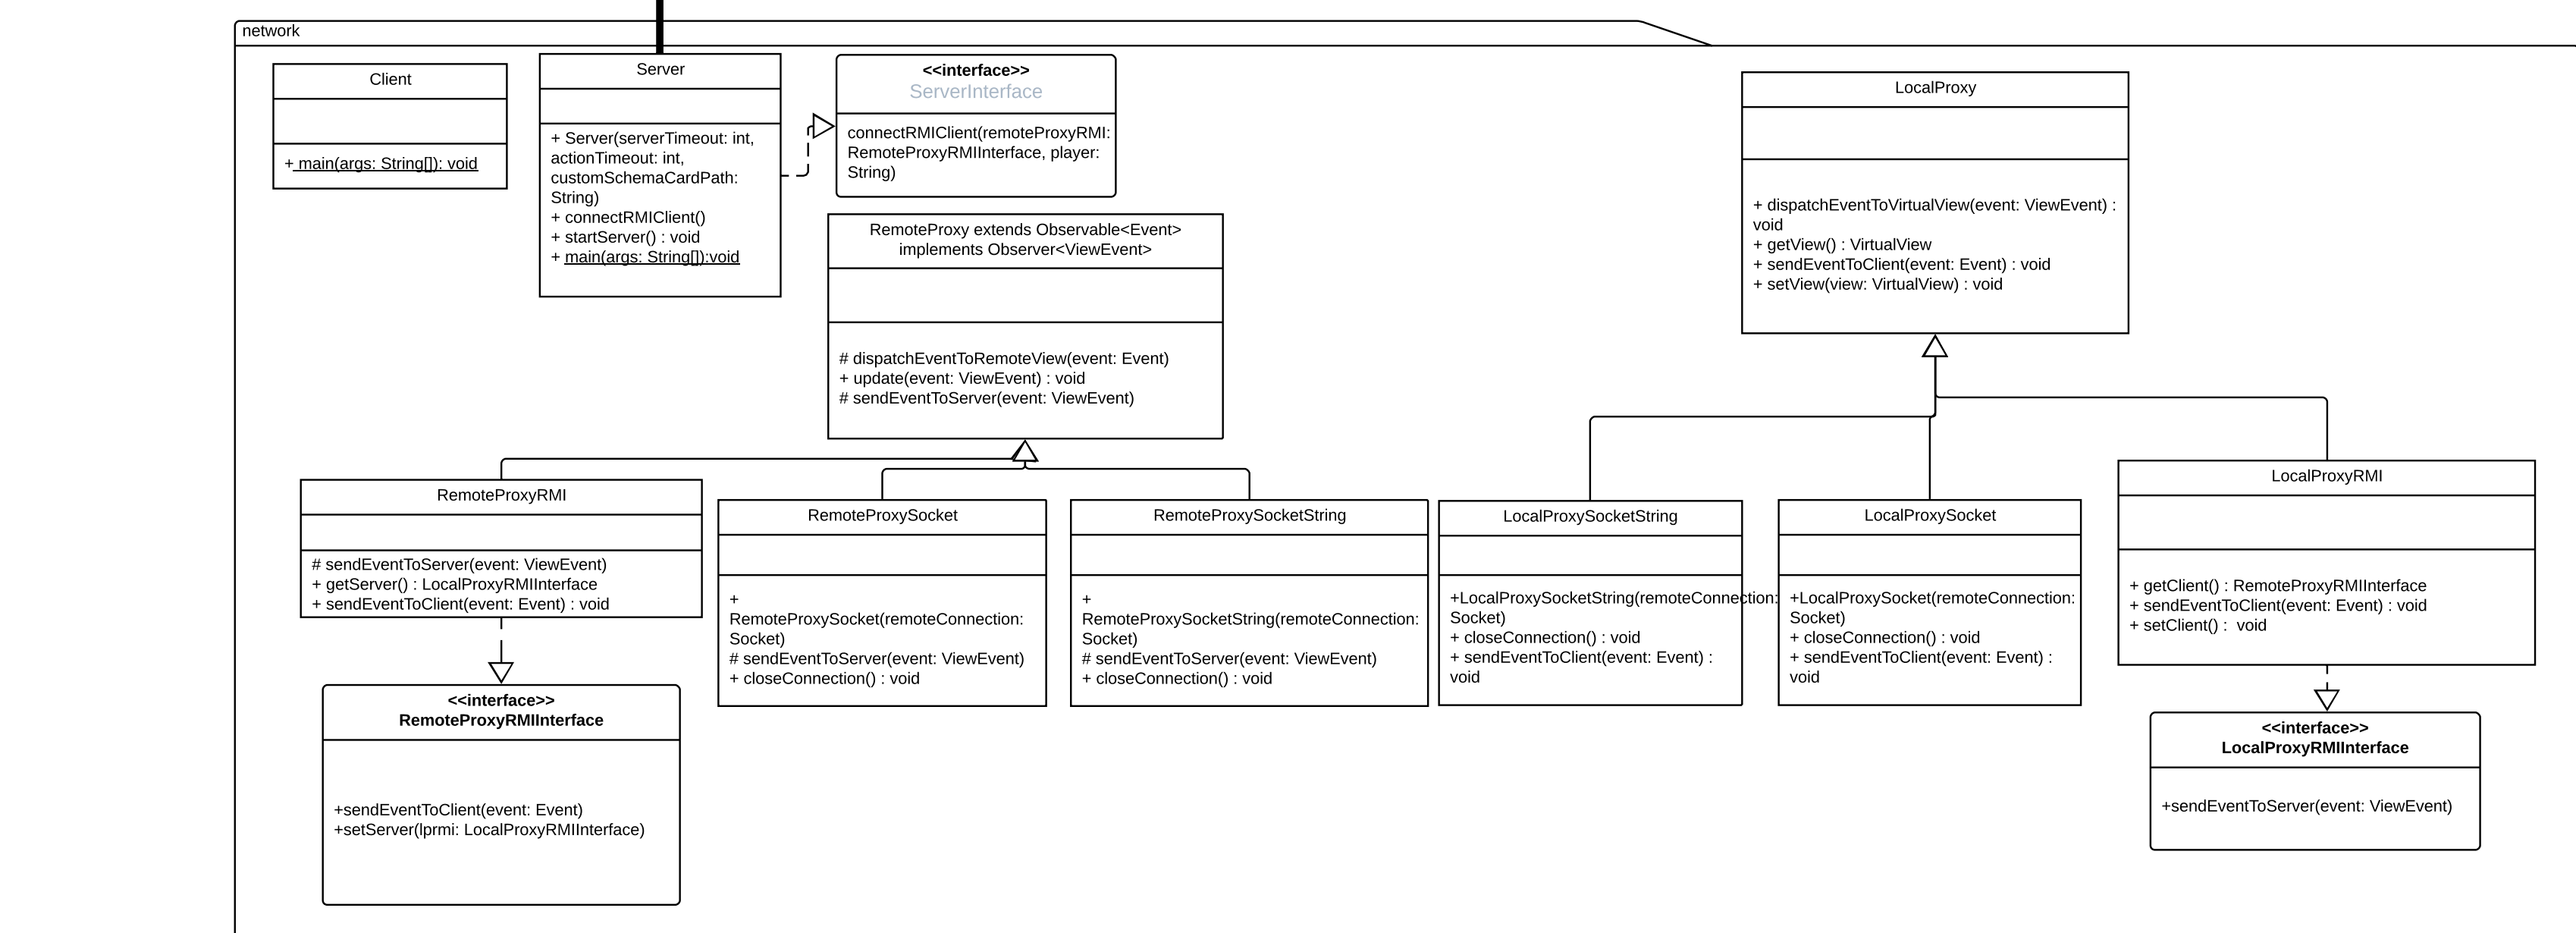 network
Client
+ main(args: String[]): void
Server
+ Server(serverTimeout: int,
actionTimeout: int,
customSchemaCardPath:
String)
+ connectRMIClient()
+ startServer() : void
+ main(args: String[]):void
<<interface>>
ServerInterface
connectRMIClient(remoteProxyRMI:
RemoteProxyRMIInterface, player:
String)
RemoteProxy extends Observable<Event>
implements Observer<ViewEvent>
# dispatchEventToRemoteView(event: Event)
+ update(event: ViewEvent) : void
# sendEventToServer(event: ViewEvent)
LocalProxy
+ dispatchEventToVirtualView(event: ViewEvent) :
void
+ getView() : VirtualView
+ sendEventToClient(event: Event) : void
+ setView(view: VirtualView) : void
RemoteProxyRMI
# sendEventToServer(event: ViewEvent)
+ getServer() : LocalProxyRMIInterface
+ sendEventToClient(event: Event) : void
RemoteProxySocket
+
RemoteProxySocket(remoteConnection:
Socket)
# sendEventToServer(event: ViewEvent)
+ closeConnection() : void
RemoteProxySocketString
+
RemoteProxySocketString(remoteConnection:
Socket)
# sendEventToServer(event: ViewEvent)
+ closeConnection() : void
LocalProxySocketString
+LocalProxySocketString(remoteConnection:
Socket)
+ closeConnection() : void
+ sendEventToClient(event: Event) :
void
LocalProxySocket
+LocalProxySocket(remoteConnection:
Socket)
+ closeConnection() : void
+ sendEventToClient(event: Event) :
void
LocalProxyRMI
+ getClient() : RemoteProxyRMIInterface
+ sendEventToClient(event: Event) : void
+ setClient() :  void
<<interface>>
RemoteProxyRMIInterface
+sendEventToClient(event: Event)
+setServer(lprmi: LocalProxyRMIInterface)
<<interface>>
LocalProxyRMIInterface
+sendEventToServer(event: ViewEvent)